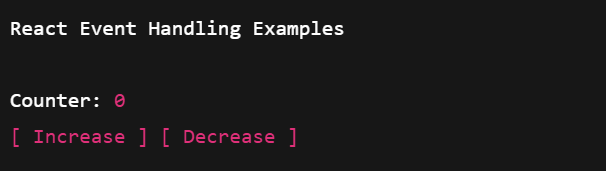 React Event Handling Examples
Counter: 0
[ Increase ] [ Decrease ]